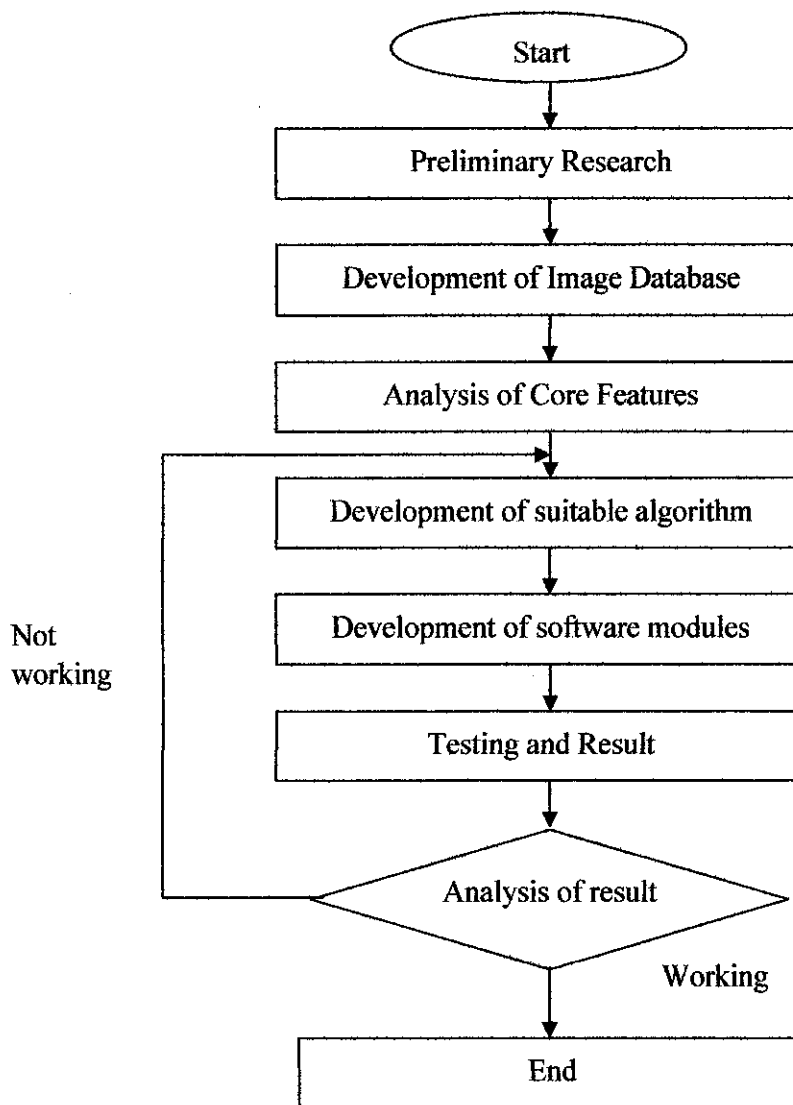 Start
Preliminary Research
Development of Image Database
Analysis of Core Features
Development of suitable algorithm
Development of software modules
Testing and Result
Analysis of result
Not
working
Working
End